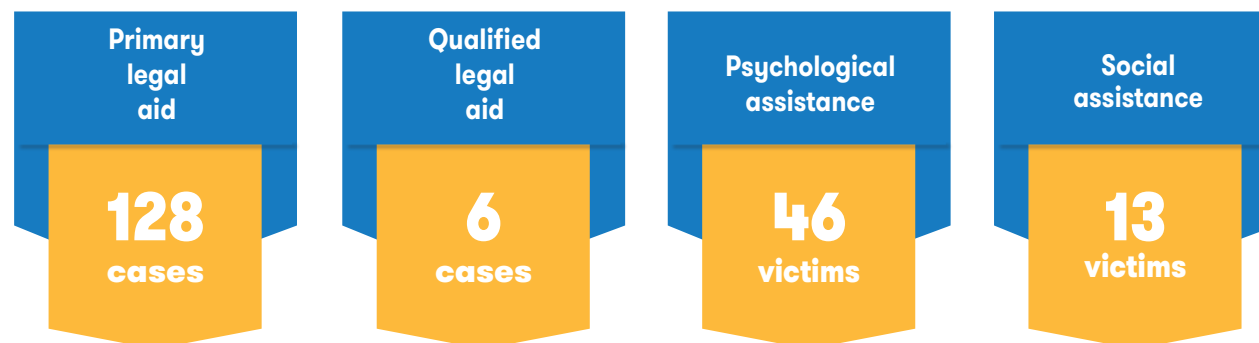 Primary
legal
aid
128
cases
Qualified
legal
aid
6
cases
Psychological
assistance
46
victims
Social
assistance
13
victims